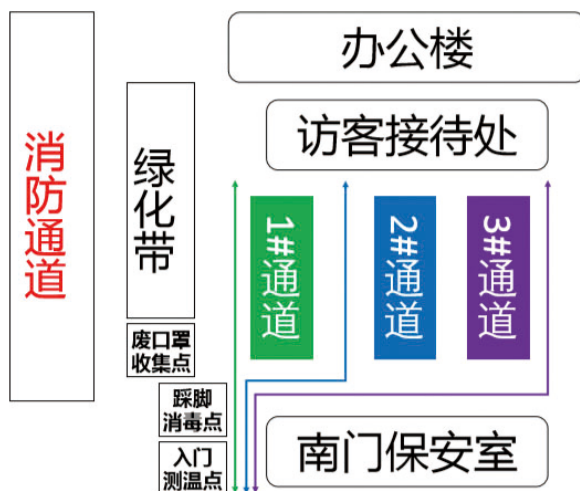 办公楼
访客接待处
消防通道
绿化带
1#通道
2#通道
3#通道
废口罩
收集点
踩脚
消毒点
入门
测温点
南门保安室